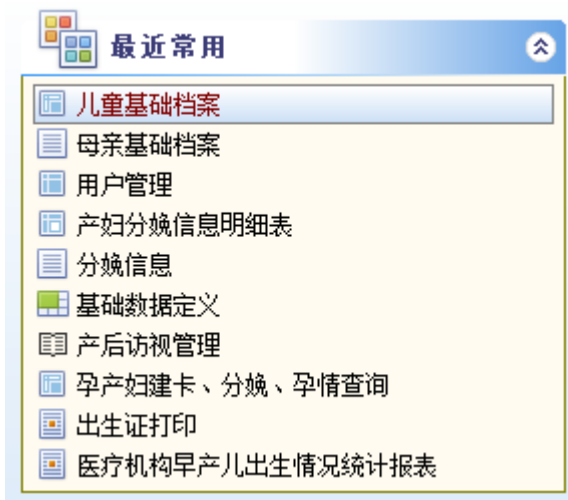 最近常用
儿童基础档案
母亲基础档案
用户管理
产妇分娩信息明细表
分娩信息
基础数据定义
产后访视管理
孕产妇建卡、分娩、孕情查询
出生证打印
医疗机构早产儿出生情况统计报表